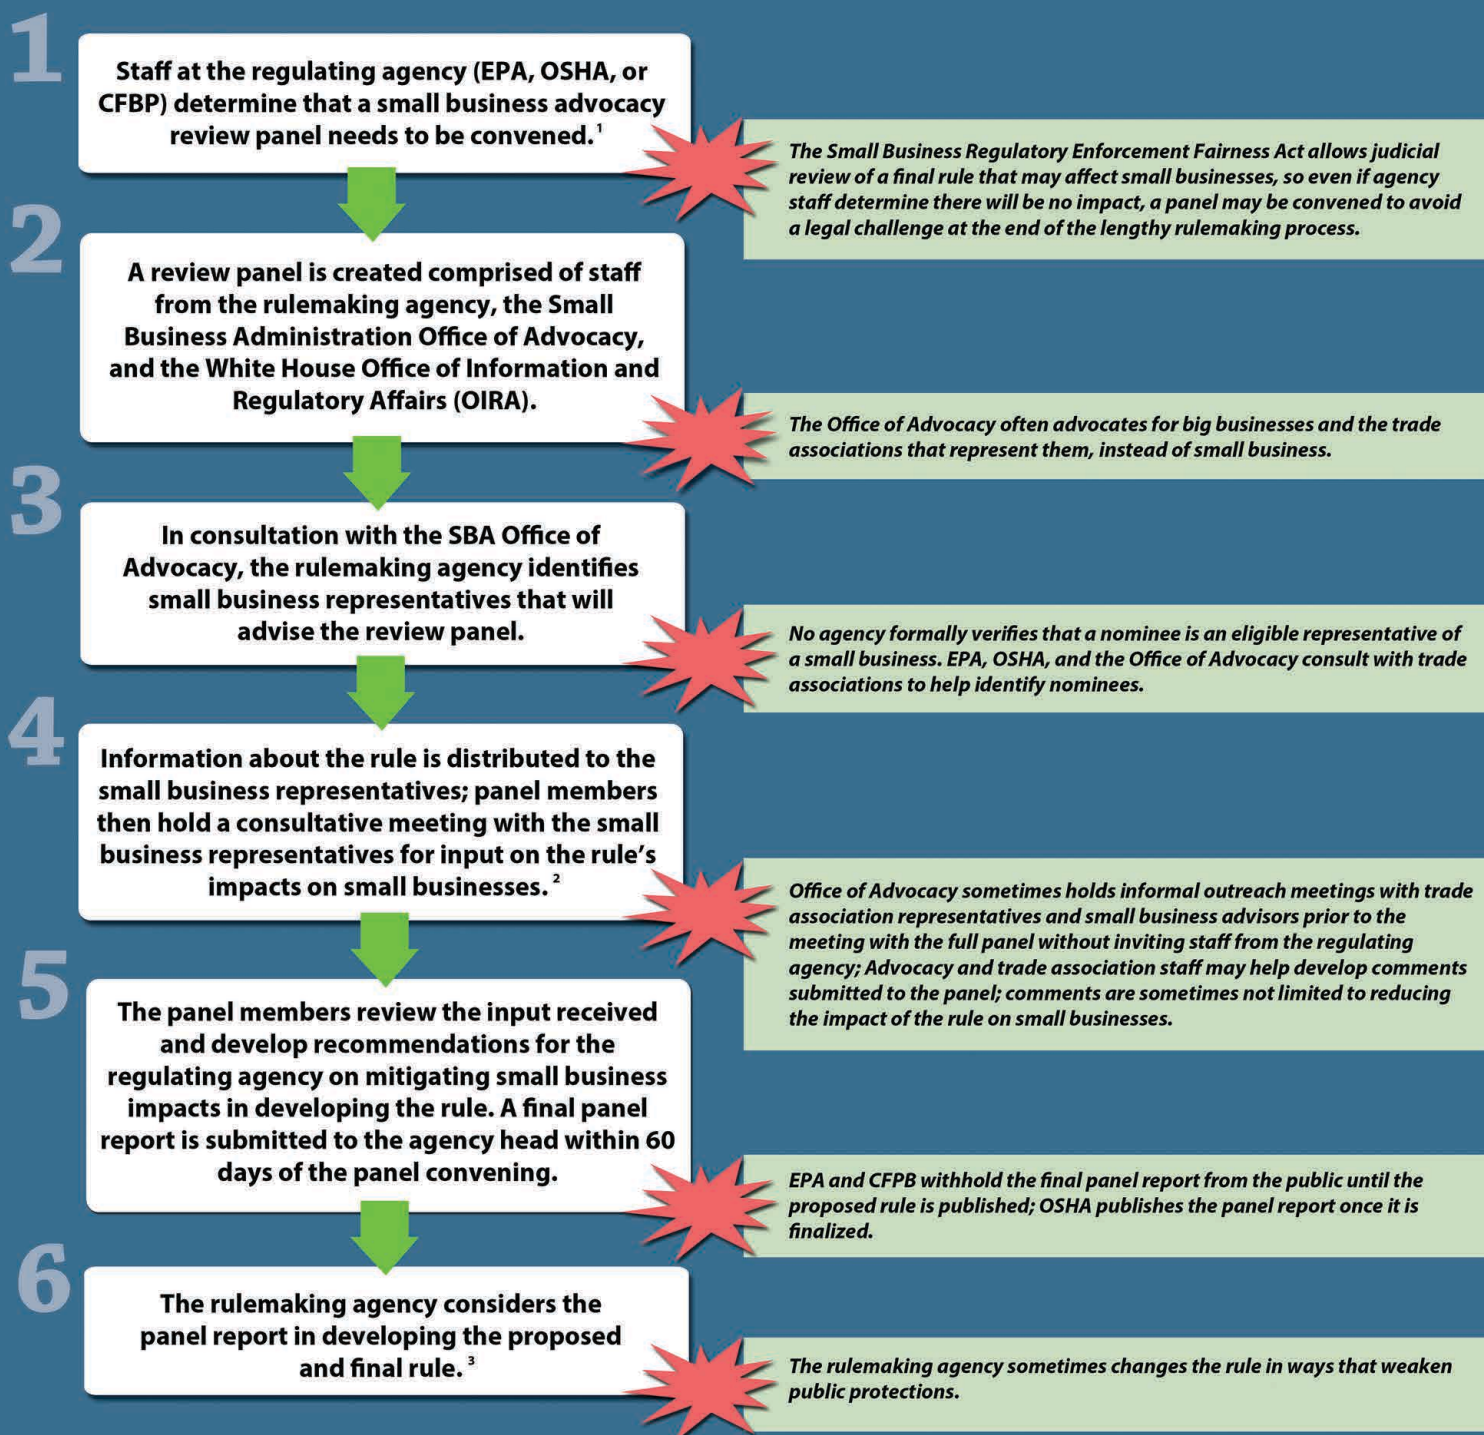 1
Staff at the regulating agency (EPA, OSHA, or
CFBP) determine that a small business advocacy
review panel needs to be convened.¹
The Small Business Regulatory Enforcement Fairness Act allows judicial
review of a final rule that may affect small businesses, so even if agency
staff determine there will be no impact, a panel may be convened to avoid
a legal challenge at the end of the lengthy rulemaking process.
2
A review panel is created comprised of staff
from the rulemaking agency, the Small
Business Administration Office of Advocacy,
and the White House Office of Information and
Regulatory Affairs (OIRA).
The Office of Advocacy often advocates for big businesses and the trade
associations that represent them, instead of small business.
3
In consultation with the SBA Office of
Advocacy, the rulemaking agency identifies
small business representatives that will
advise the review panel.
No agency formally verifies that a nominee is an eligible representative of
a small business. EPA, OSHA, and the Office of Advocacy consult with trade
associations to help identify nominees.
4
Information about the rule is distributed to the
small business representatives; panel members
then hold a consultative meeting with the small
business representatives for input on the rule's
impacts on small businesses.²
Office of Advocacy sometimes holds informal outreach meetings with trade
association representatives and small business advisors prior to the
meeting with the full panel without inviting staff from the regulating
agency; Advocacy and trade association staff may help develop comments
submitted to the panel; comments are sometimes not limited to reducing
the impact of the rule on small businesses.
5
The panel members review the input received
and develop recommendations for the
regulating agency on mitigating small business
impacts in developing the rule. A final panel
report is submitted to the agency head within 60
days of the panel convening.
EPA and CFPB withhold the final panel report from the public until the
proposed rule is published; OSHA publishes the panel report once it is
finalized.
6
The rulemaking agency considers the
panel report in developing the proposed
and final rule.³
The rulemaking agency sometimes changes the rule in ways that weaken
public protections.